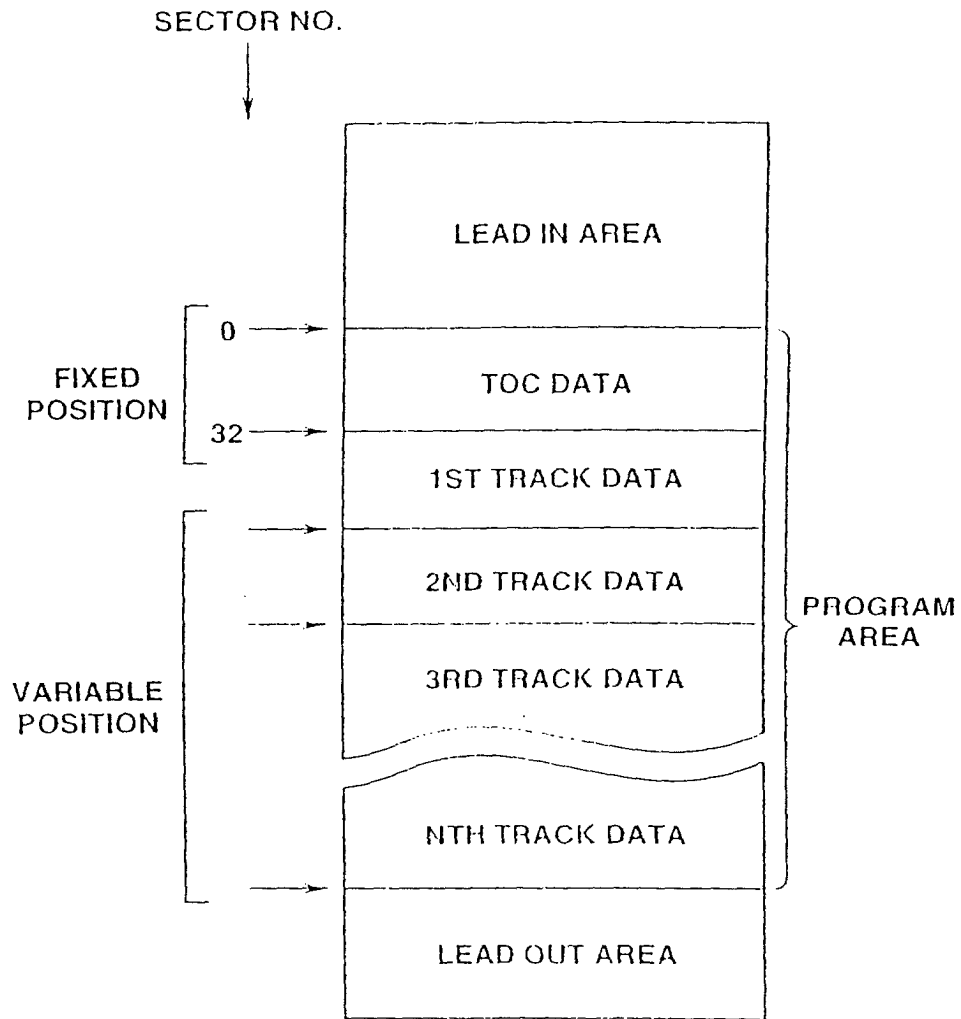 SECTOR NO.
LEAD IN AREA
0
FIXED
POSITION
TOC DATA
32
1ST TRACK DATA
2ND TRACK DATA
PROGRAM
AREA
3RD TRACK DATA
VARIABLE
POSITION
NTH TRACK DATA
LEAD OUT AREA